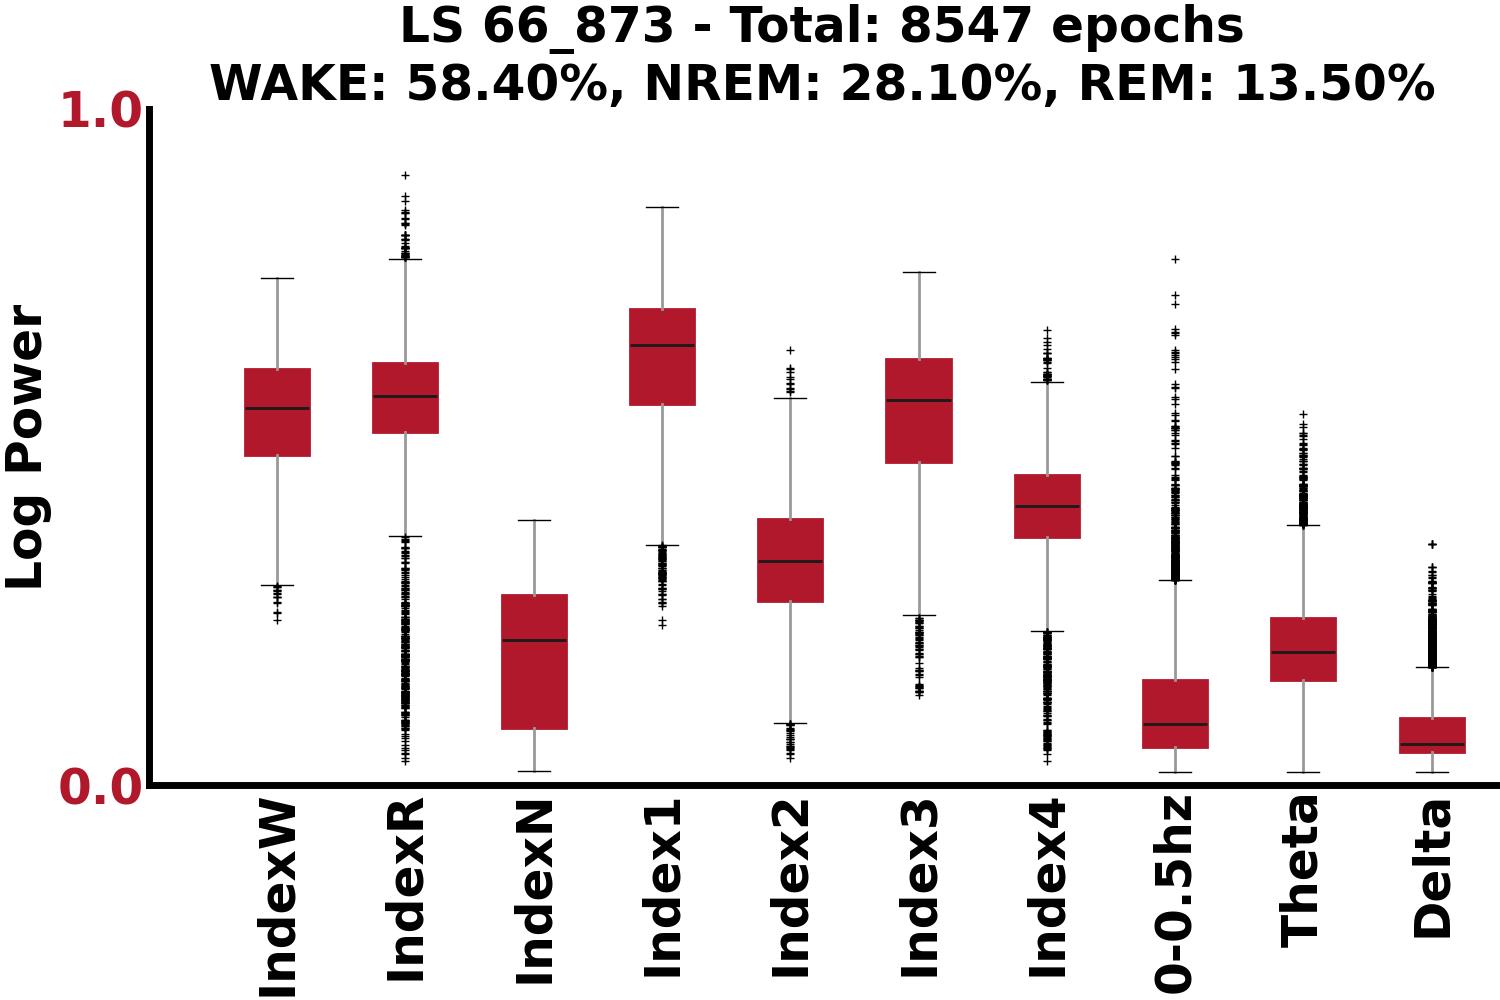 LS 66_873 - Total: 8547 epochs
WAKE: 58.40%, NREM: 28.10%, REM: 13.50%
1.0
Log Power
0.0
IndexW
IndexR
IndexN
Index1
Index2
Index3
Index4
0-0.5hz
Theta
Delta